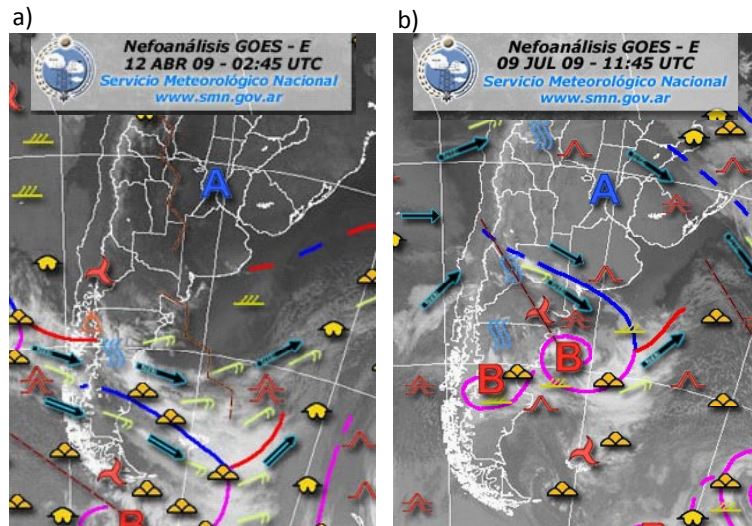 a)
Nefoanálisis GOES - E
12 ABR 09 - 02:45 UTC
Servicio Meteorológico Nacional
www.smn.gov.ar
A
B
b)
Nefoanálisis GOES - E
09 JUL 09 - 11:45 UTC
Servicio Meteorológico Nacional
www.smn.gov.ar
A
B
B